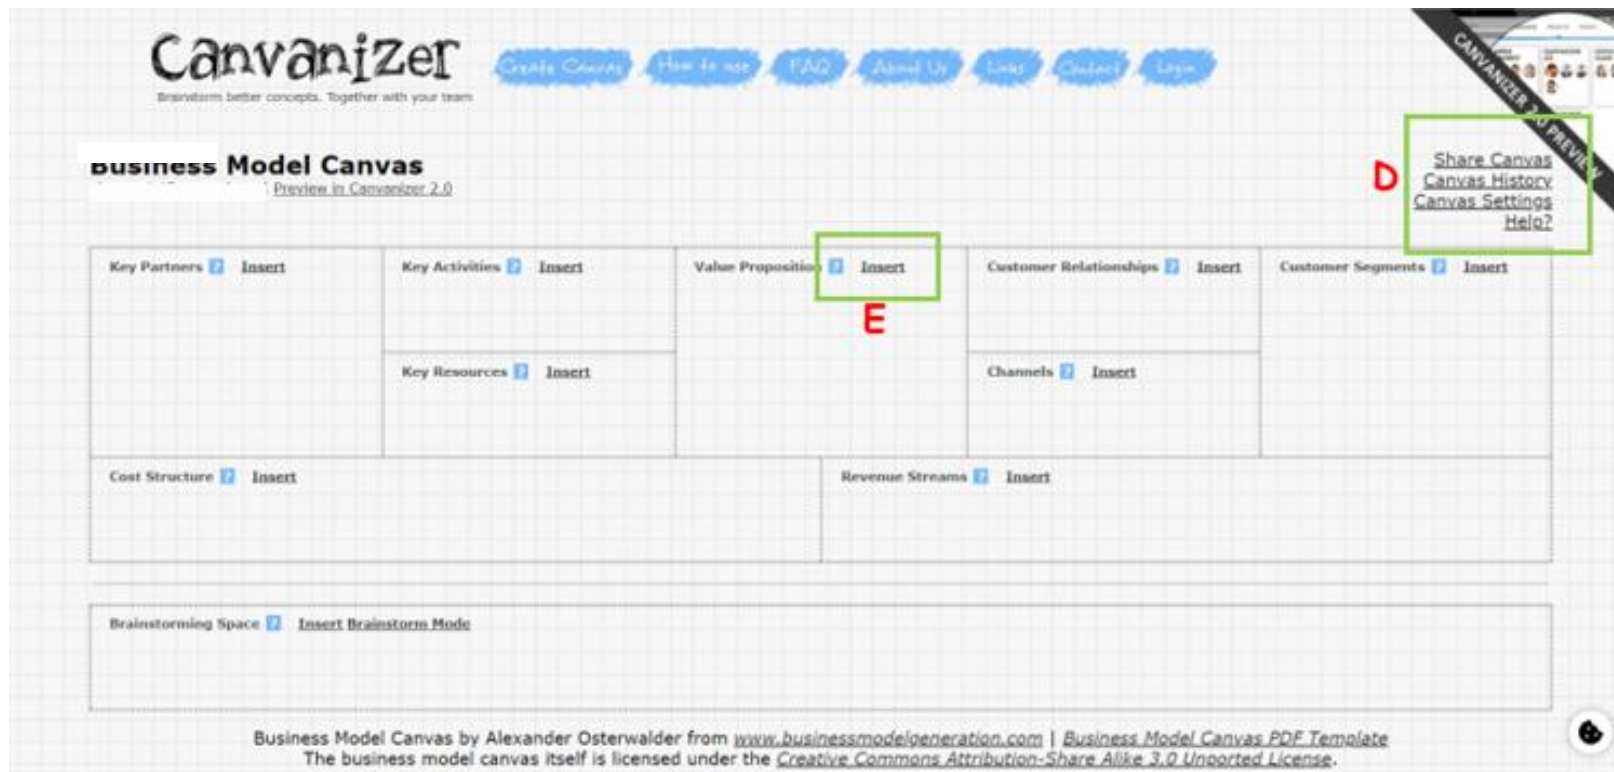 Canvanizer
Brainstorm better concepts. Together with your team
Create Canvas How to use FAQ About Us Links Contact Login
CANVANIZER 2.0 PREVIEW
Business Model Canvas
Preview in Canvanizer 2.0
D
Share Canvas
Canvas History
Canvas Settings
Help?
Key Partners ? Insert
Key Activities ? Insert
Value Proposition ? Insert
Customer Relationships ? Insert
Customer Segments ? Insert
E
Key Resources ? Insert
Channels ? Insert
Cost Structure ? Insert
Revenue Streams ? Insert
Brainstorming Space ? Insert Brainstorm Mode
Business Model Canvas by Alexander Osterwalder from www.businessmodelgeneration.com | Business Model Canvas PDF Template
The business model canvas itself is licensed under the Creative Commons Attribution-Share Alike 3.0 Unported License.